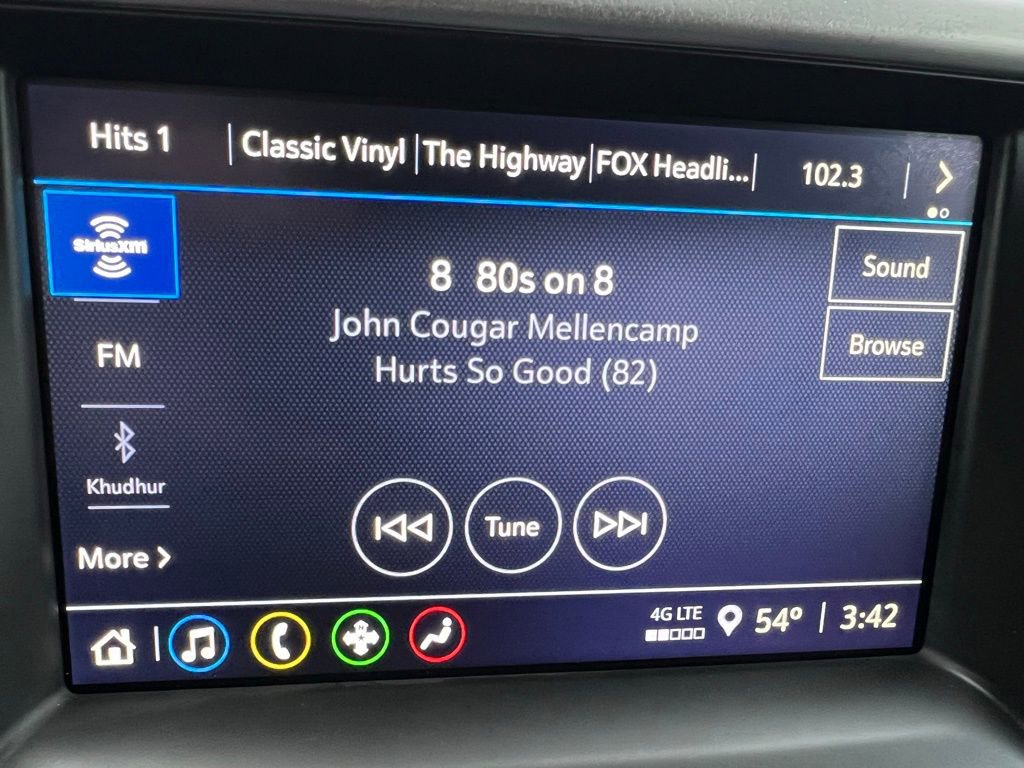 Hits 1 | Classic Vinyl | The Highway | FOX Headli... | 102.3
SiriusXM
8 80s on 8
Sound
John Cougar Mellencamp
Browse
FM
Hurts So Good (82)
Khudhur
Tune
More
4G LTE 54° | 3:42